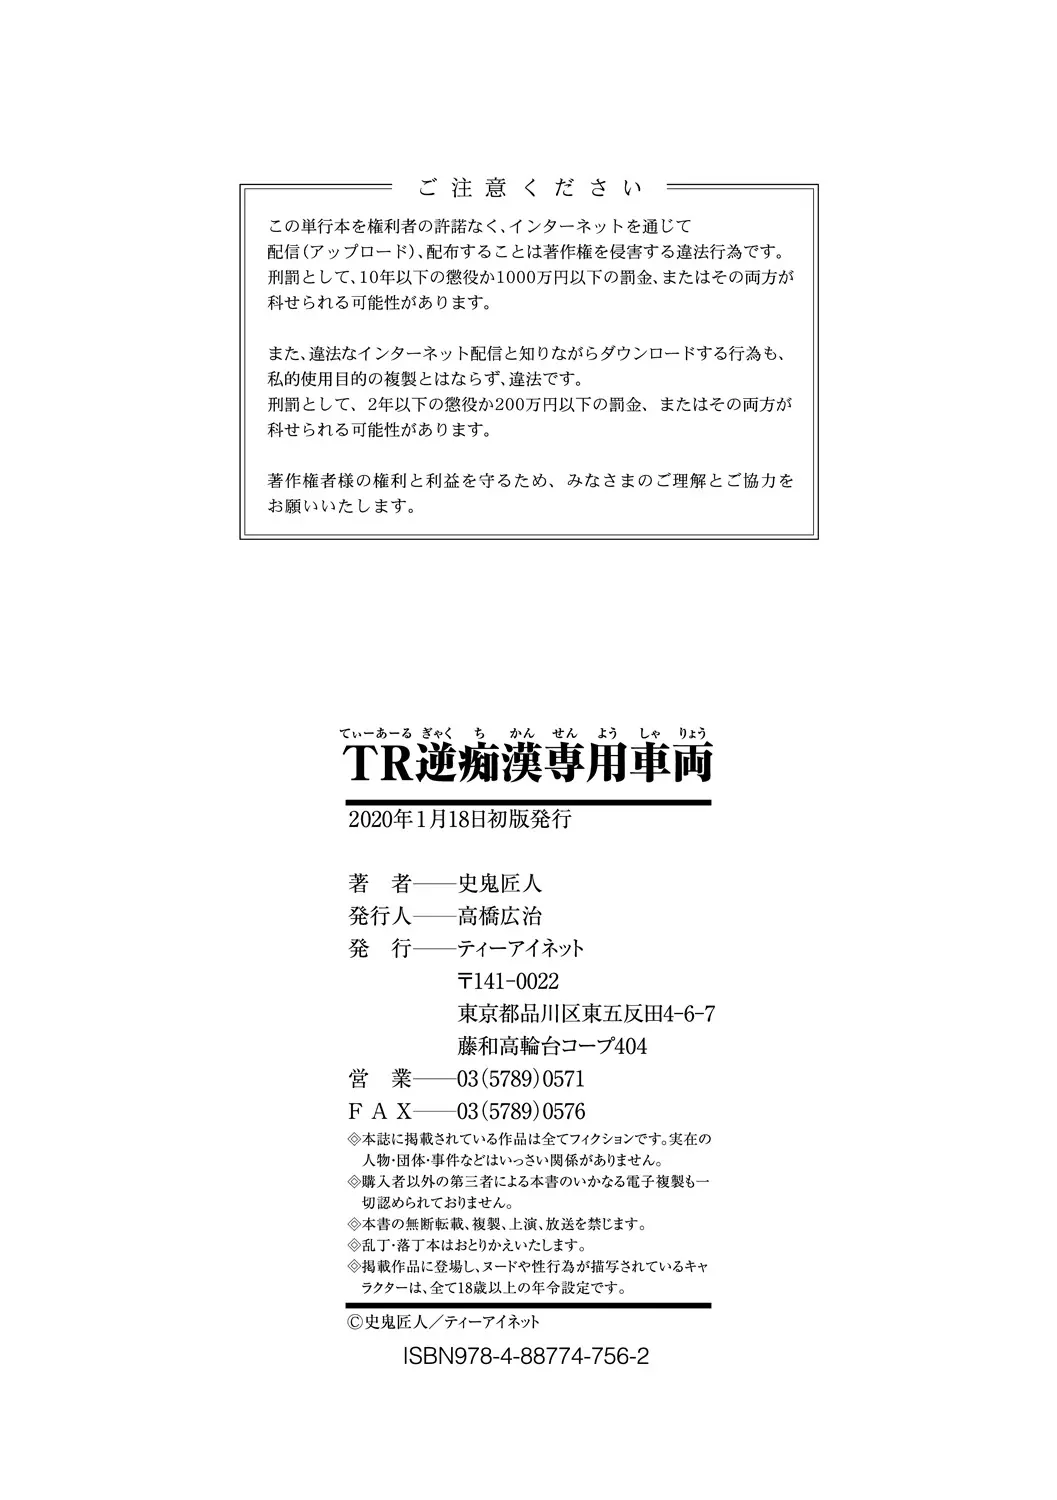 ご注意ください
この単行本を権利者の許諾なく、インターネットを通じて
配信(アップロード)、配布することは著作権を侵害する違法行為です。
刑罰として、10年以下の懲役か1000万円以下の罰金、またはその両方が
科せられる可能性があります。
また、違法なインターネット配信と知りながらダウンロードする行為も、
私的使用目的の複製とはならず、違法です。
刑罰として、2年以下の懲役か200万円以下の罰金、またはその両方が
科せられる可能性があります。
著作権者様の権利と利益を守るため、みなさまのご理解とご協力を
お願いいたします。
てぃーあーる ぎゃく ち かん せん よう しゃ りょう
TR逆痴漢専用車両
2020年1月18日初版発行
著 者――史鬼匠人
発行人――高橋広治
発 行――ティーアイネット
〒141-0022
東京都品川区東五反田4-6-7
藤和高輪台コープ404
営 業――03(5789)0571
F A X――03(5789)0576
◇本誌に掲載されている作品は全てフィクションです。実在の
人物・団体・事件などはいっさい関係がありません。
◇購入者以外の第三者による本書のいかなる電子複製も一
切認められておりません。
◇本書の無断転載、複製、上演、放送を禁じます。
◇乱丁・落丁本はおとりかえいたします。
◇掲載作品に登場し、ヌードや性行為が描写されているキャ
ラクターは、全て18歳以上の年令設定です。
©史鬼匠人／ティーアイネット
ISBN978-4-88774-756-2